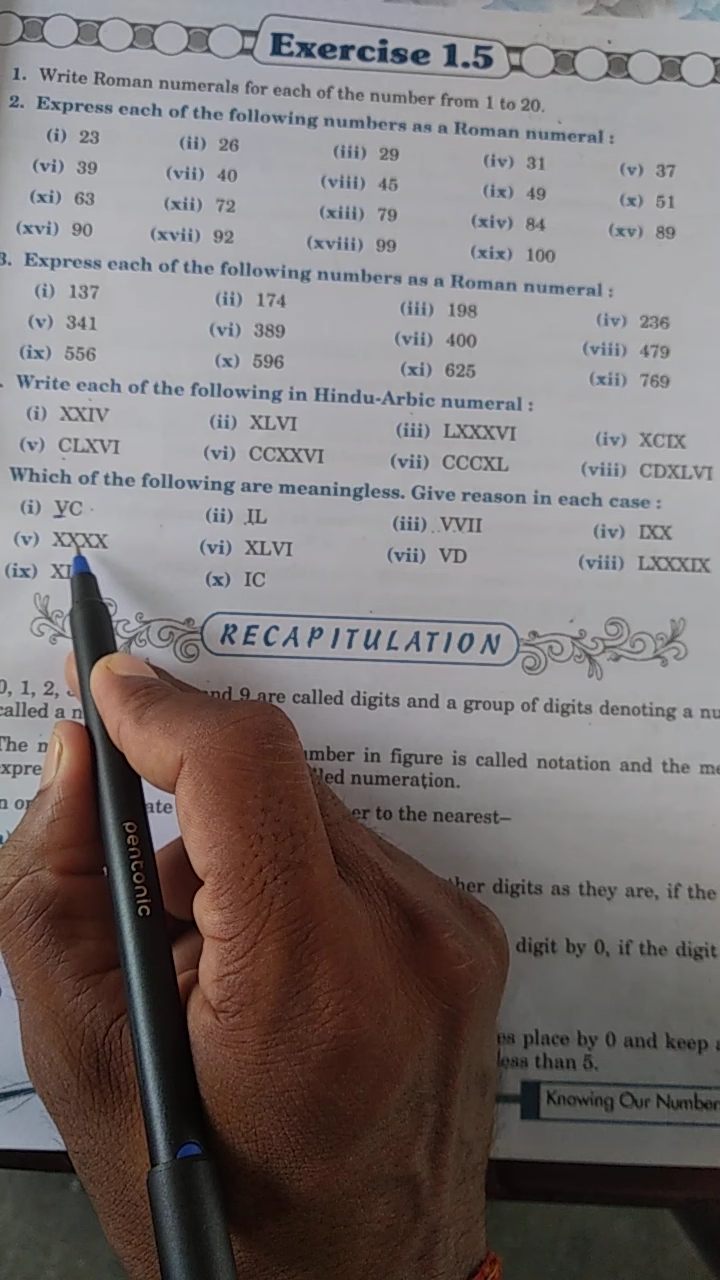 Exercise 1.5
1. Write Roman numerals for each of the number from 1 to 20.
2. Express each of the following numbers as a Roman numeral :
(i) 23 (ii) 26 (iii) 29 (iv) 31 (v) 37
(vi) 39 (vii) 40 (viii) 45 (ix) 49 (x) 51
(xi) 63 (xii) 72 (xiii) 79 (xiv) 84 (xv) 89
(xvi) 90 (xvii) 92 (xviii) 99 (xix) 100
3. Express each of the following numbers as a Roman numeral :
(i) 137 (ii) 174 (iii) 198 (iv) 236
(v) 341 (vi) 389 (vii) 400 (viii) 479
(ix) 556 (x) 596 (xi) 625 (xii) 769
. Write each of the following in Hindu-Arbic numeral :
(i) XXIV (ii) XLVI (iii) LXXXVI (iv) XCIX
(v) CLXVI (vi) CCXXVI (vii) CCCXL (viii) CDXLVI
Which of the following are meaningless. Give reason in each case :
(i) VC (ii) IL (iii) VVII (iv) IXX
(v) XXXX (vi) XLVI (vii) VD (viii) LXXXIX
(ix) (x) IC
RECAPITULATION
0, 1, 2, and 9 are called digits and a group of digits denoting a
called a
The in figure is called notation and the
numeration.
to the nearest–
digits as they are, if the
digit by 0, if the digit
place by 0 and keep
less than 5.
Knowing Our Number
pentonic